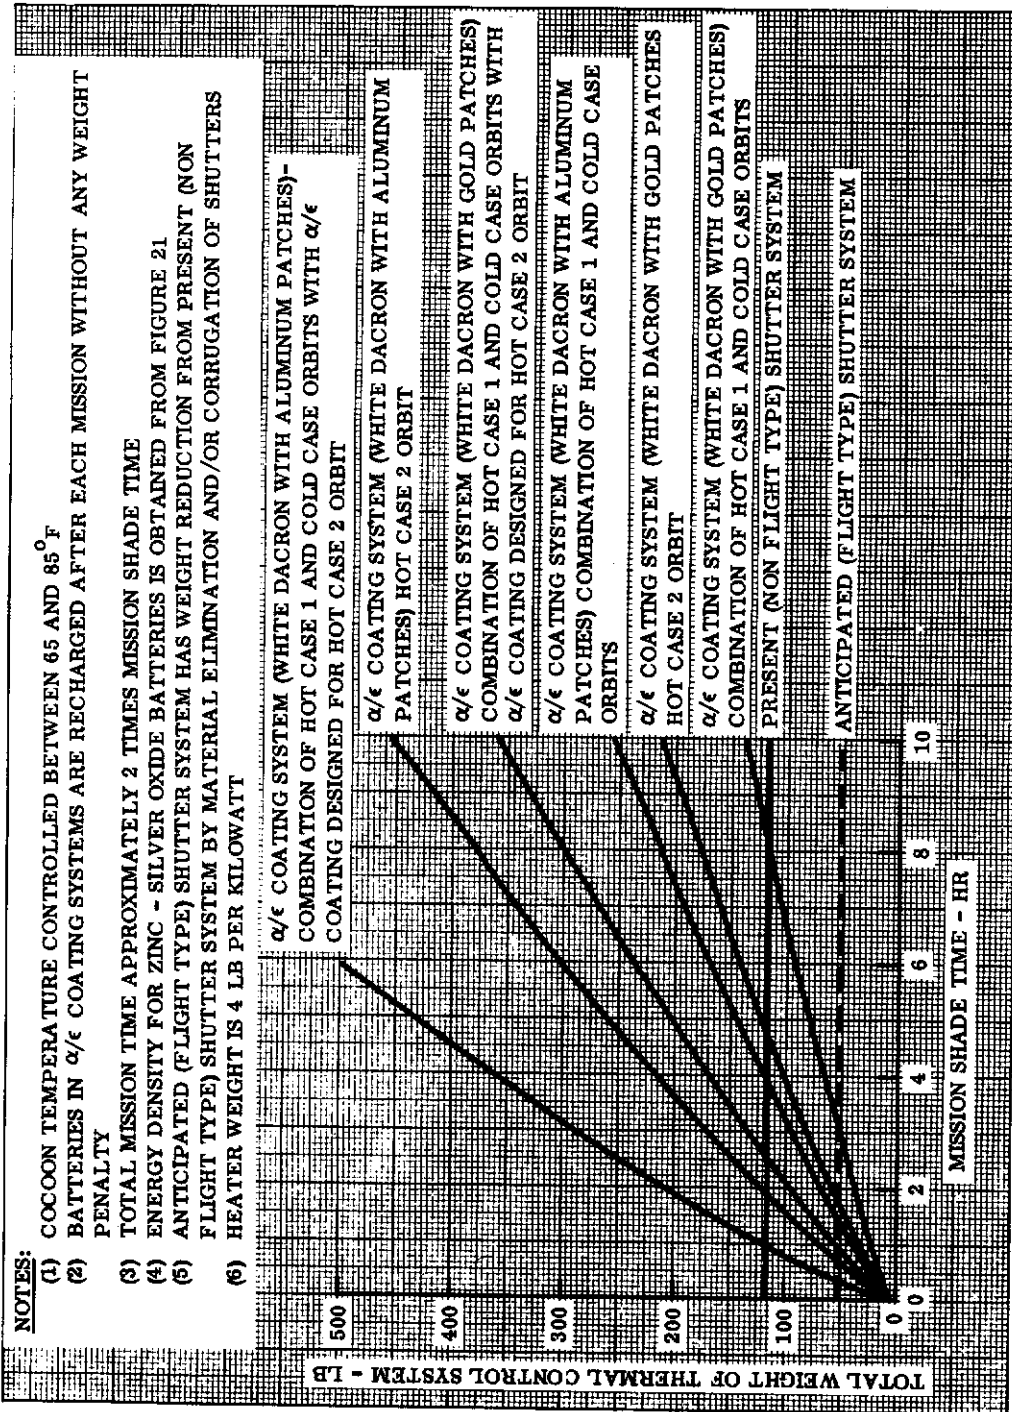 NOTES:
(1) COCOON TEMPERATURE CONTROLLED BETWEEN 65 AND 85°F
(2) BATTERIES IN α/ϵ COATING SYSTEMS ARE RECHARGED AFTER EACH MISSION WITHOUT ANY WEIGHT
PENALTY
(3) TOTAL MISSION TIME APPROXIMATELY 2 TIMES MISSION SHADE TIME
(4) ENERGY DENSITY FOR ZINC - SILVER OXIDE BATTERIES IS OBTAINED FROM FIGURE 21
(5) ANTICIPATED (FLIGHT TYPE) SHUTTER SYSTEM HAS WEIGHT REDUCTION FROM PRESENT (NON
FLIGHT TYPE) SHUTTER SYSTEM BY MATERIAL ELIMINATION AND/OR CORRUGATION OF SHUTTERS
(6) HEATER WEIGHT IS 4 LB PER KILOWATT
α/ϵ COATING SYSTEM (WHITE DACRON WITH ALUMINUM PATCHES)-
COMBINATION OF HOT CASE 1 AND COLD CASE ORBITS WITH α/ϵ
COATING DESIGNED FOR HOT CASE 2 ORBIT
α/ϵ COATING SYSTEM (WHITE DACRON WITH ALUMINUM
PATCHES) HOT CASE 2 ORBIT
α/ϵ COATING SYSTEM (WHITE DACRON WITH GOLD PATCHES)
COMBINATION OF HOT CASE 1 AND COLD CASE ORBITS WITH
α/ϵ COATING DESIGNED FOR HOT CASE 2 ORBIT
α/ϵ COATING SYSTEM (WHITE DACRON WITH ALUMINUM
PATCHES) COMBINATION OF HOT CASE 1 AND COLD CASE
ORBITS
α/ϵ COATING SYSTEM (WHITE DACRON WITH GOLD PATCHES
HOT CASE 2 ORBIT
α/ϵ COATING SYSTEM (WHITE DACRON WITH GOLD PATCHES)
COMBINATION OF HOT CASE 1 AND COLD CASE ORBITS
PRESENT (NON FLIGHT TYPE) SHUTTER SYSTEM
ANTICIPATED (FLIGHT TYPE) SHUTTER SYSTEM
500
400
300
200
100
0
TOTAL WEIGHT OF THERMAL CONTROL SYSTEM - LB
0
2
4
6
8
10
MISSION SHADE TIME - HR